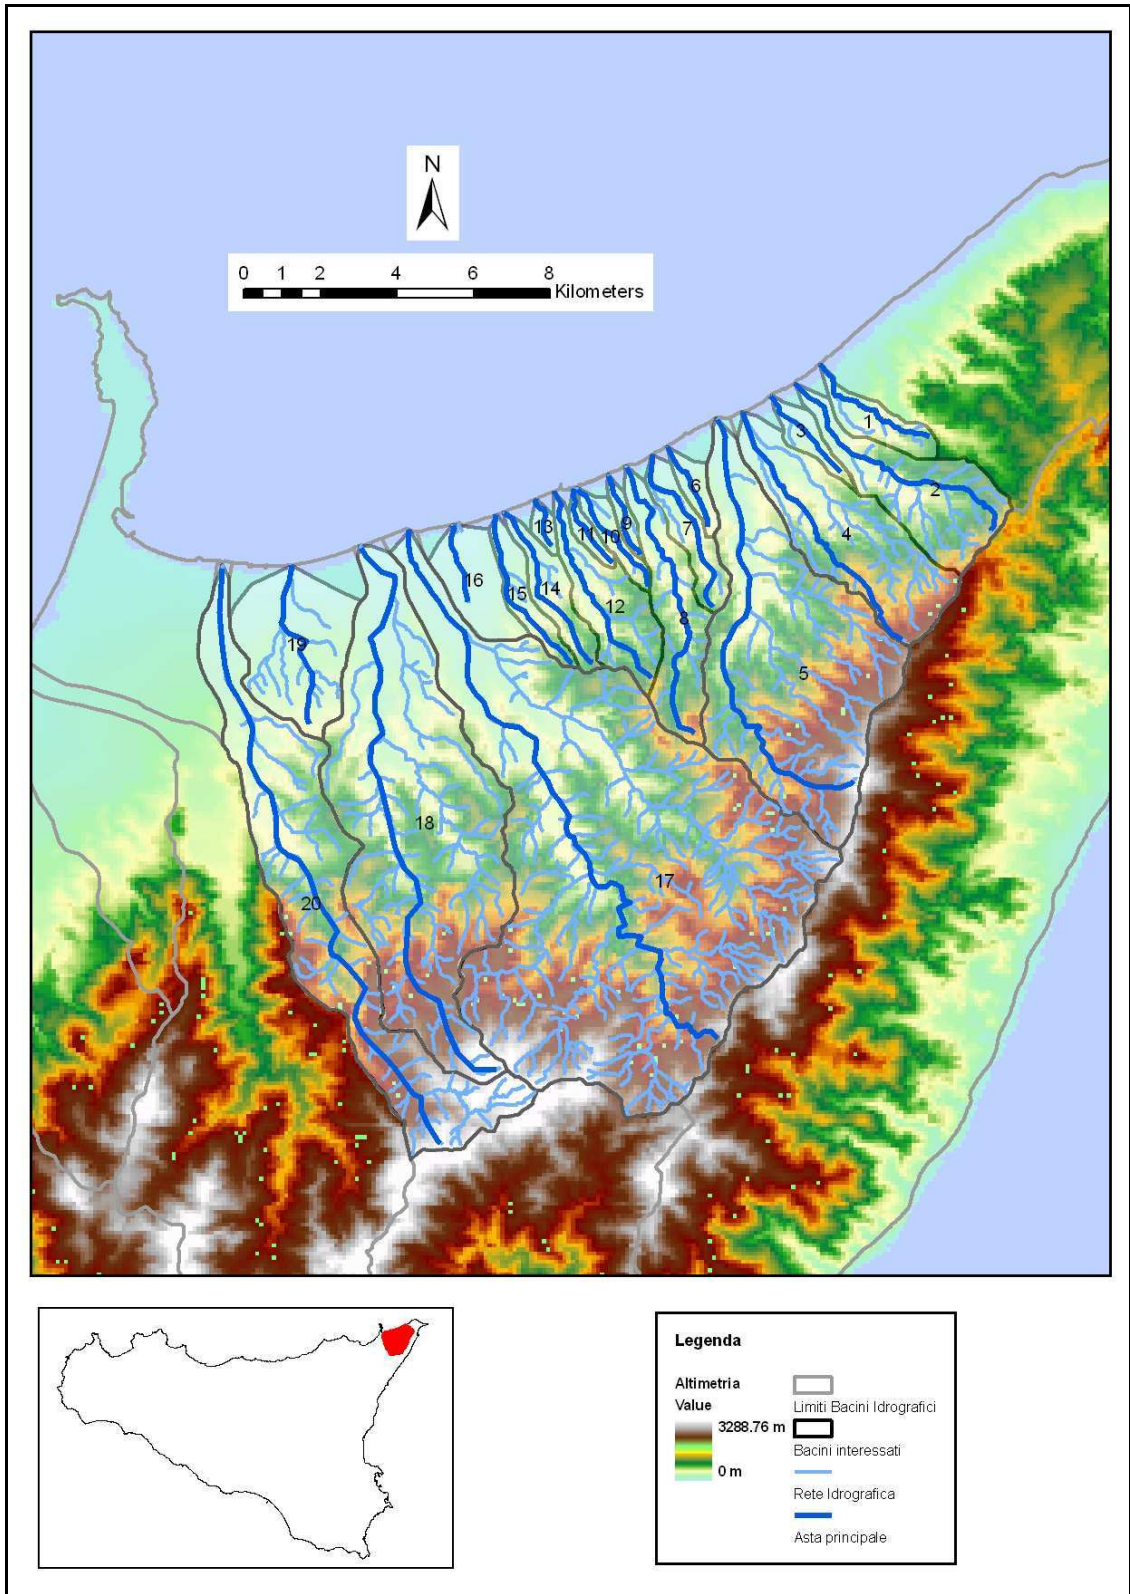 N
0 1 2 4 6 8
Kilometers
1
3
2
6
4
13
11
10
9
7
16
15
14
12
8
19
5
18
17
20
Legenda
Altimetria
Value
3288.76 m
0 m
Limiti Bacini Idrografici
Bacini interessati
Rete Idrografica
Asta principale